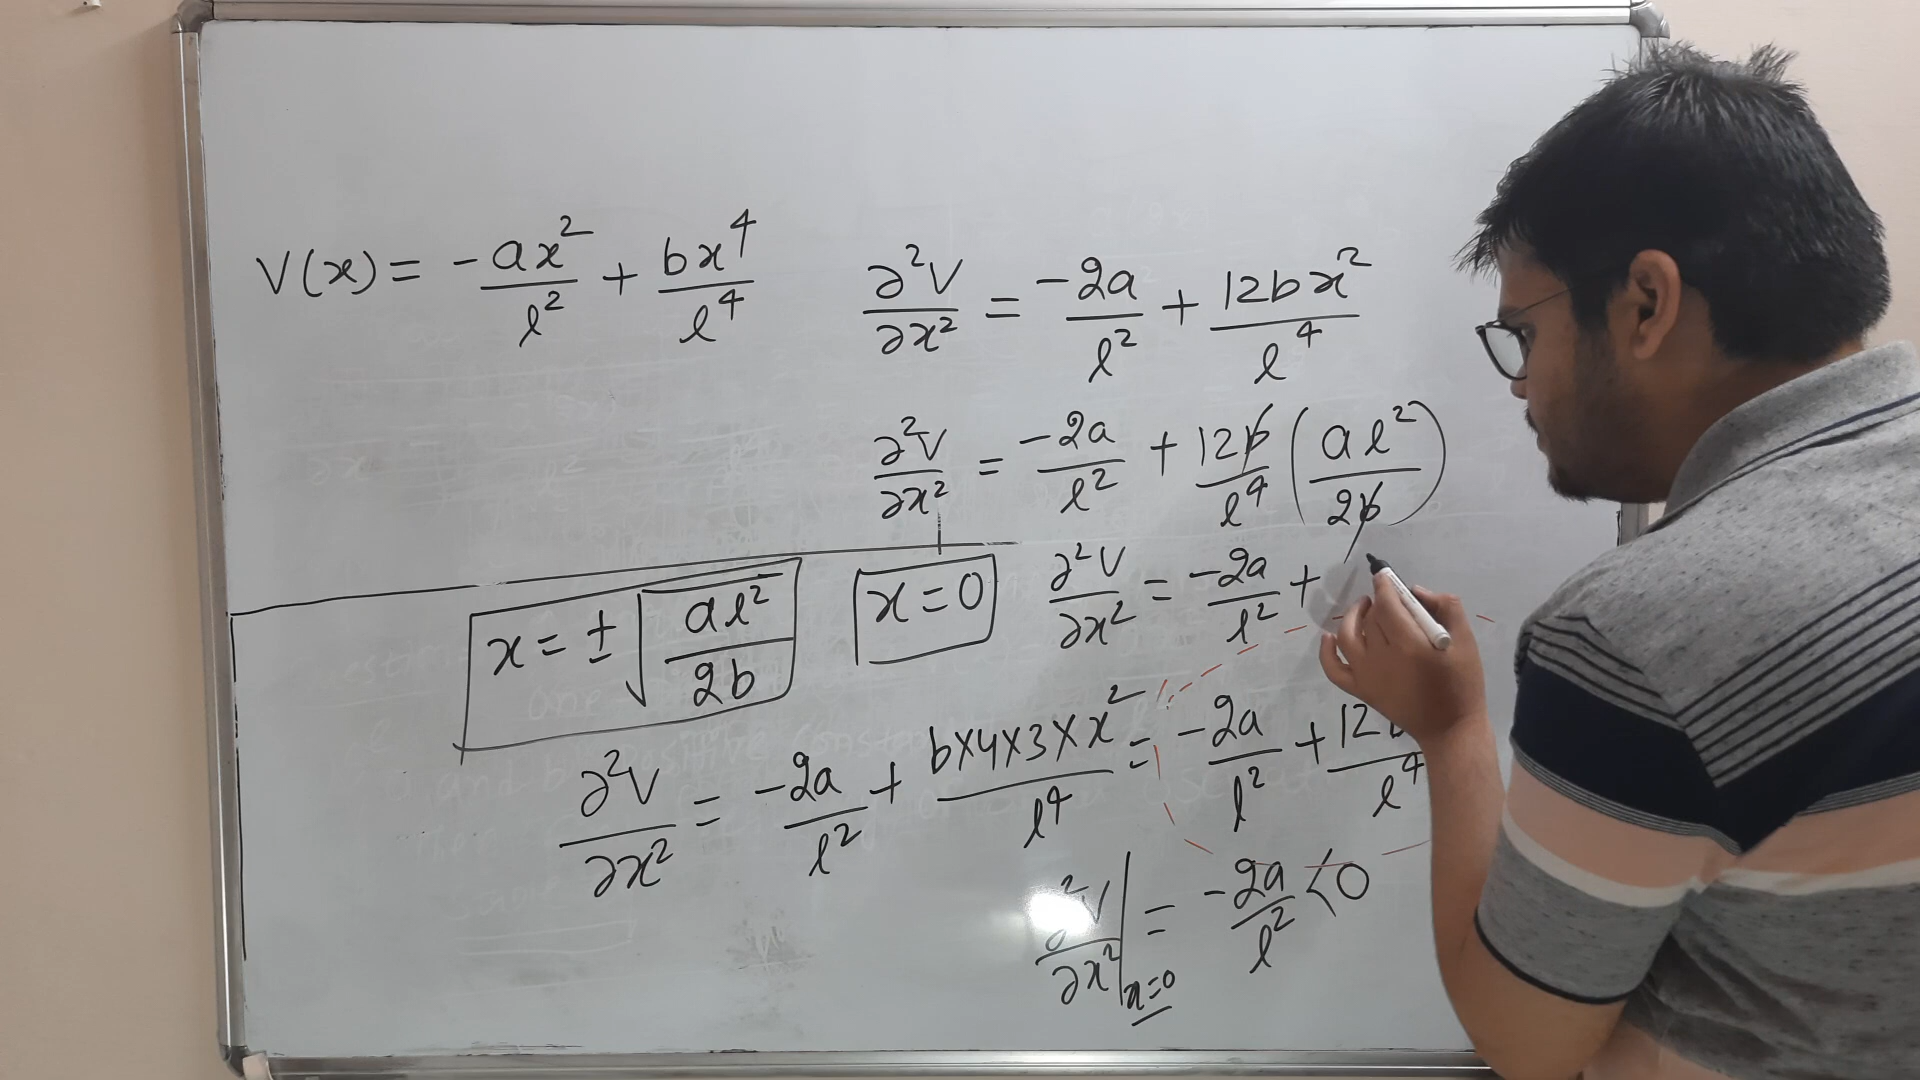 V(x) = -ax²/l² + bx⁴/l⁴
∂²V/∂x² = -2a/l² + 12bx²/l⁴
∂²V/∂x² = -2a/l² + 12b/l⁴ (al²/2b)
x = ±√(al²/2b)
x = 0
∂²V/∂x² = -2a/l² +
∂²V/∂x² = -2a/l² + b×4×3×x²/l⁴ = -2a/l² + 12b/l⁴
∂²V/∂x²|x=0 = -2a/l² < 0